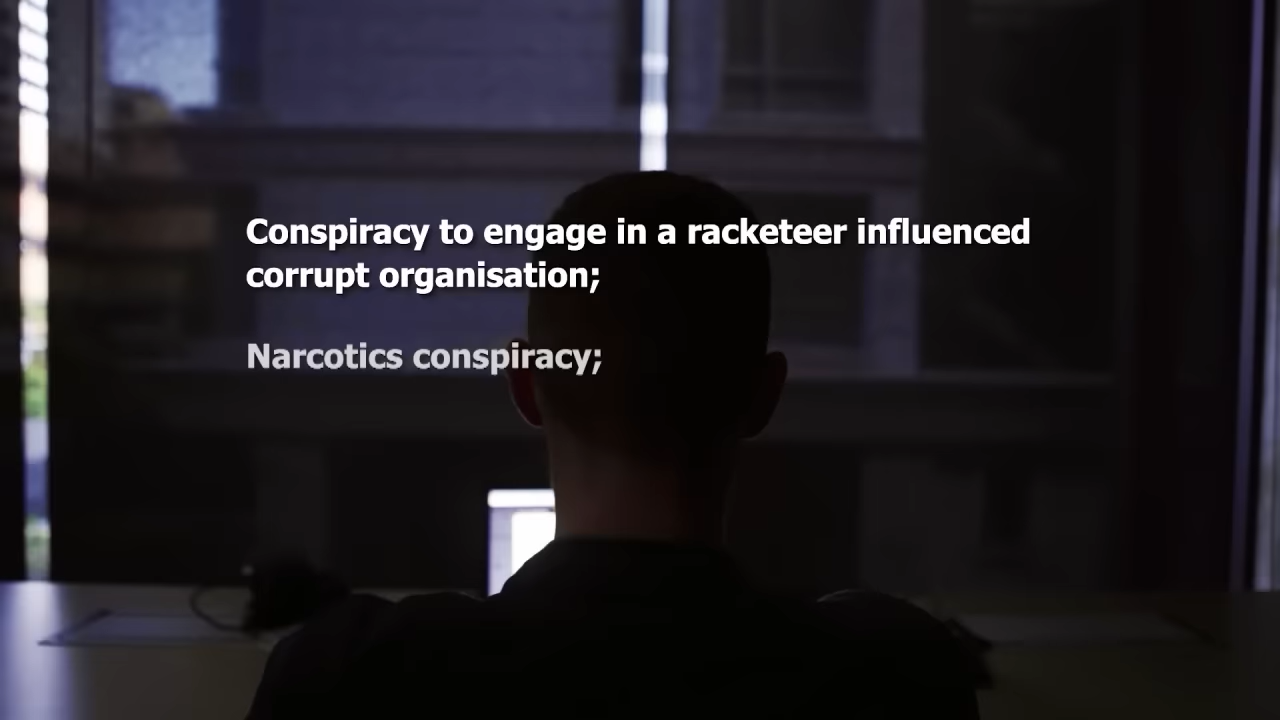 Conspiracy to engage in a racketeer influenced
corrupt organisation;
Narcotics conspiracy;